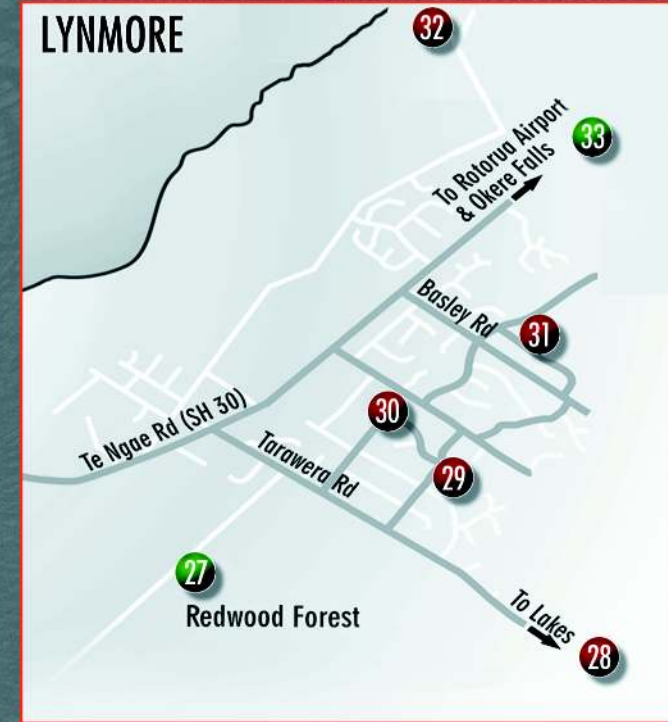 LYNMORE
32
To Rotorua Airport
& Okere Falls
33
Basley Rd
31
30
Te Ngae Rd (SH 30)
Tarawera Rd
29
27
Redwood Forest
To Lakes
28